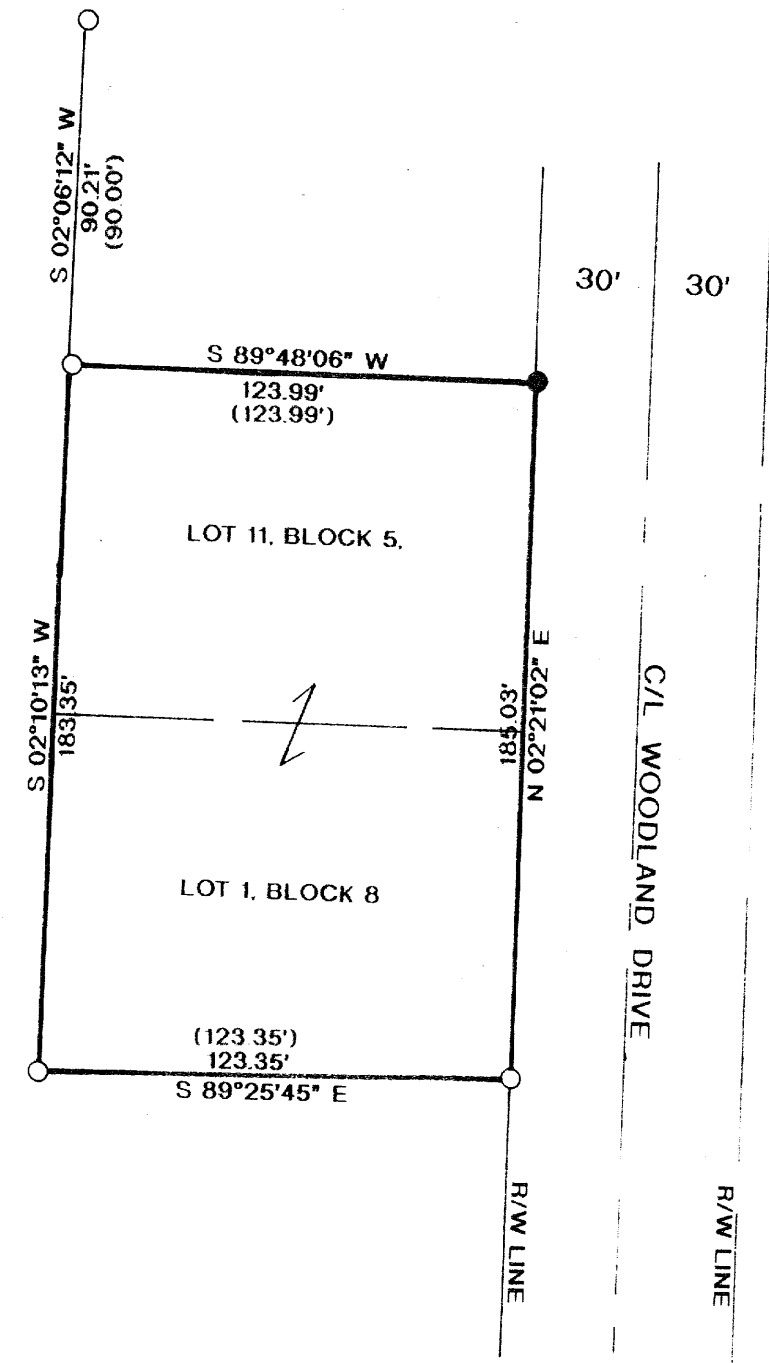 S 02°06'12" W
90.21'
(90.00')
30'
30'
S 89°48'06" W
123.99'
(123.99')
LOT 11, BLOCK 5,
S 02°10'13" W
183.35'
185.03'
N 02°21'02" E
C/L WOODLAND DRIVE
LOT 1, BLOCK 8
(123.35')
123.35'
S 89°25'45" E
R/W LINE
R/W LINE